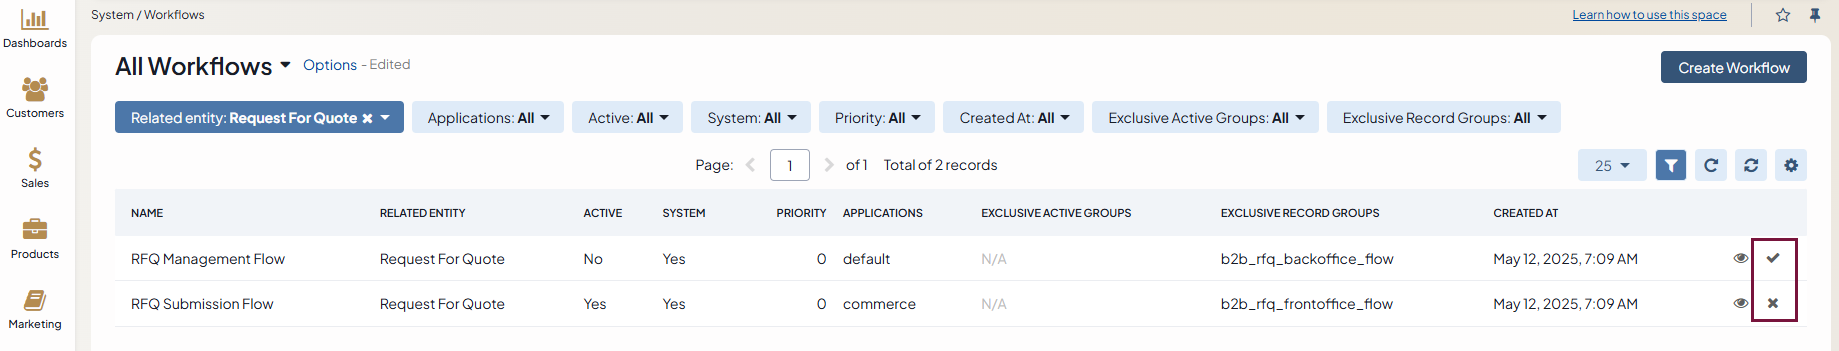 System / Workflows
Learn how to use this space
Dashboards
Customers
Sales
Products
Marketing
All Workflows Options - Edited
Create Workflow
Related entity: Request For Quote Applications: All Active: All System: All Priority: All Created At: All Exclusive Active Groups: All Exclusive Record Groups: All
Page: 1 of 1 Total of 2 records 25
NAME RELATED ENTITY ACTIVE SYSTEM PRIORITY APPLICATIONS EXCLUSIVE ACTIVE GROUPS EXCLUSIVE RECORD GROUPS CREATED AT
RFQ Management Flow Request For Quote No Yes 0 default N/A b2b_rfq_backoffice_flow May 12, 2025, 7:09 AM
RFQ Submission Flow Request For Quote Yes Yes 0 commerce N/A b2b_rfq_frontoffice_flow May 12, 2025, 7:09 AM